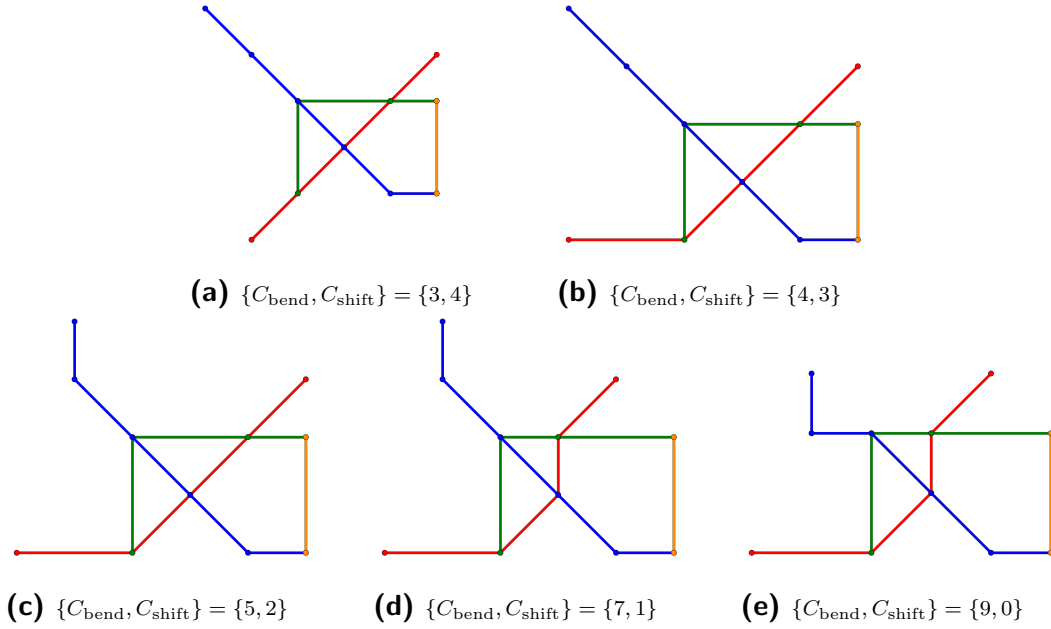 (a) {C_bend, C_shift} = {3, 4}
(b) {C_bend, C_shift} = {4, 3}
(c) {C_bend, C_shift} = {5, 2}
(d) {C_bend, C_shift} = {7, 1}
(e) {C_bend, C_shift} = {9, 0}